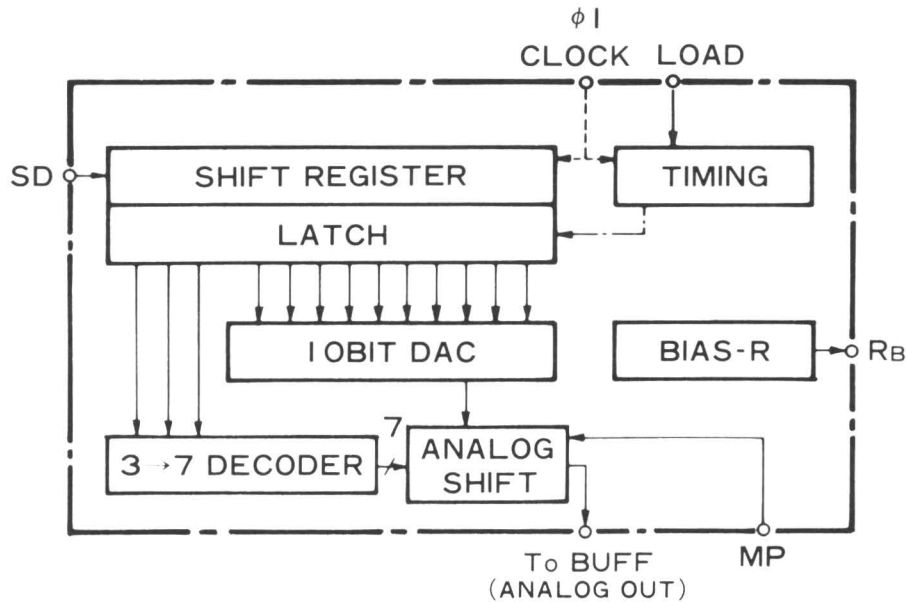 φ1
CLOCK LOAD
SD
SHIFT REGISTER
TIMING
LATCH
10BIT DAC
BIAS-R
RB
7
3→7 DECODER
ANALOG
SHIFT
To BUFF
(ANALOG OUT)
MP